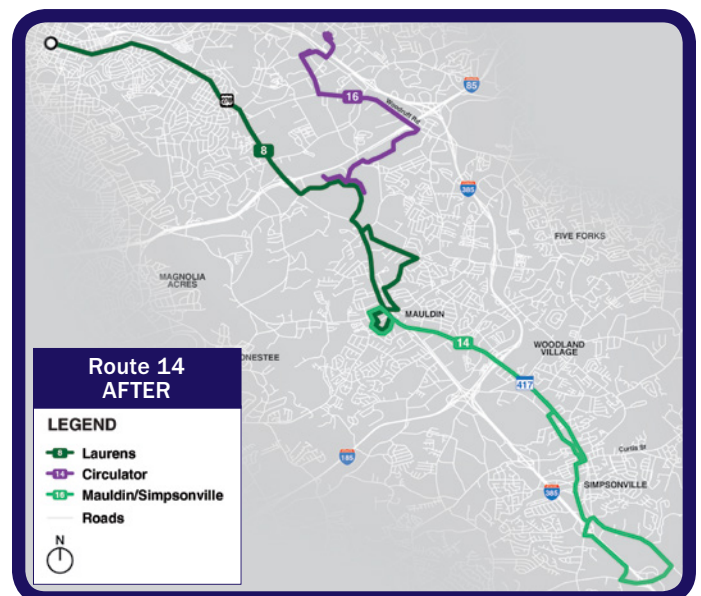 16
Woodruff Rd
85
8
385
FIVE FORKS
MAGNOLIA
ACRES
MAULDIN
14
WOODLAND
VILLAGE
ONESTEE
417
Curtis St
SIMPSONVILLE
185
385
Route 14
AFTER
LEGEND
8 Laurens
14 Circulator
16 Mauldin/Simpsonville
Roads
N